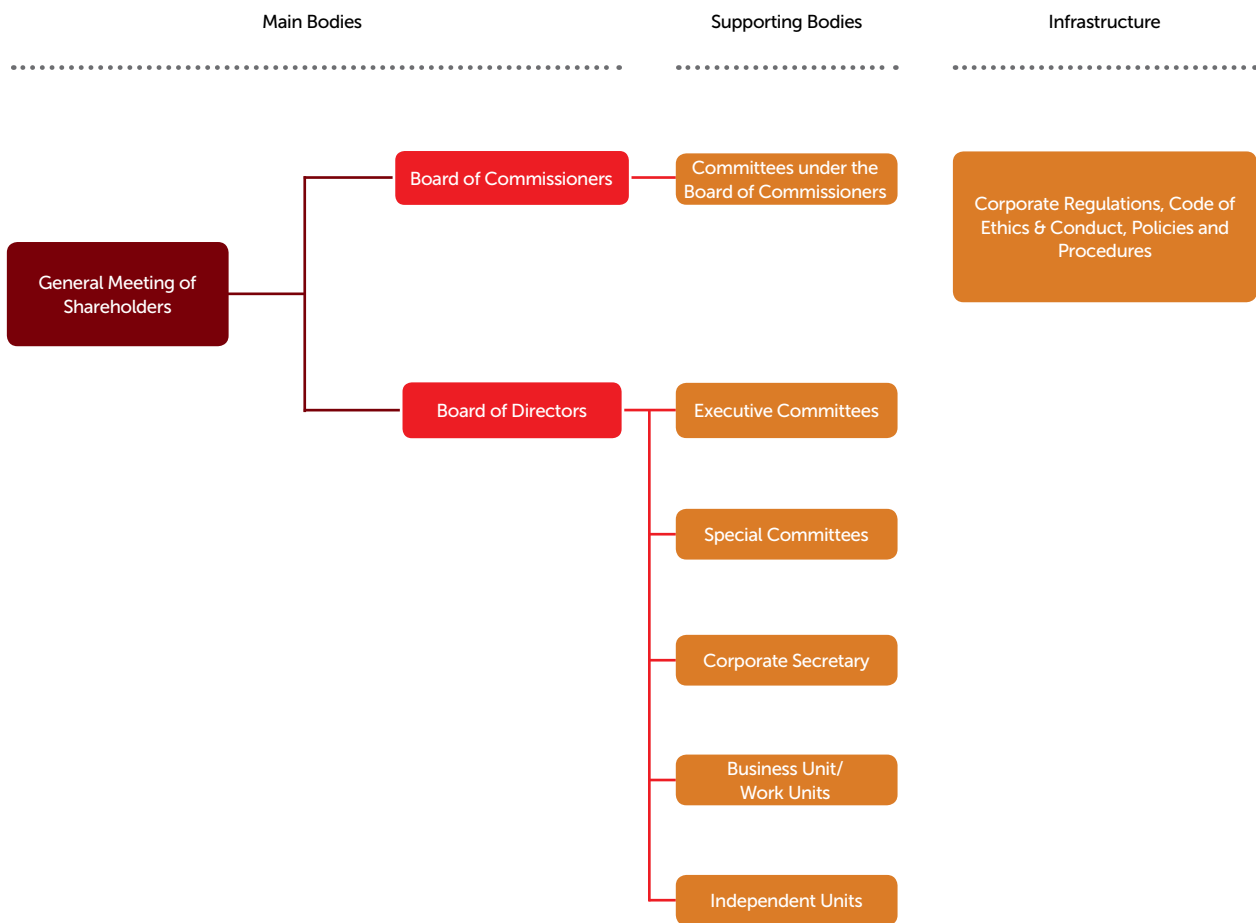 Main Bodies
Supporting Bodies
Infrastructure
Board of Commissioners
Committees under the
Board of Commissioners
Corporate Regulations, Code of
Ethics & Conduct, Policies and
Procedures
General Meeting of
Shareholders
Board of Directors
Executive Committees
Special Committees
Corporate Secretary
Business Unit/
Work Units
Independent Units